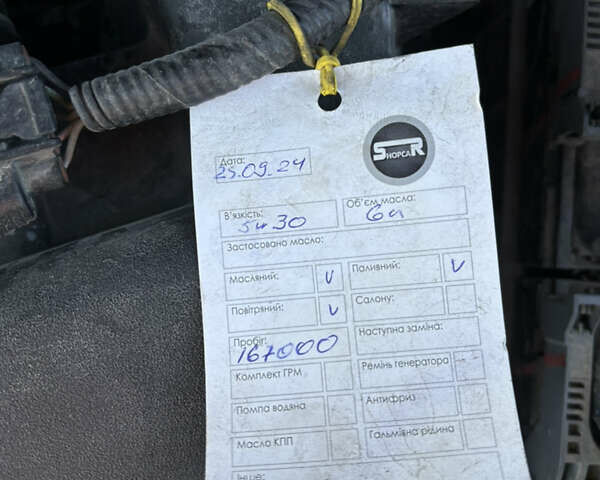 SHOPCAR
Дата:
25.09.24
В'язкість: Об'єм масла:
5w30 6л
Застосовано масло:
Масляний: V Паливний: V
Повітряний: V Салону:
Пробіг: Наступна заміна:
167000
Комплект ГРМ Ремінь генератора
Помпа водяна Антифриз
Масло КПП Гальмівна рідина
Інше: